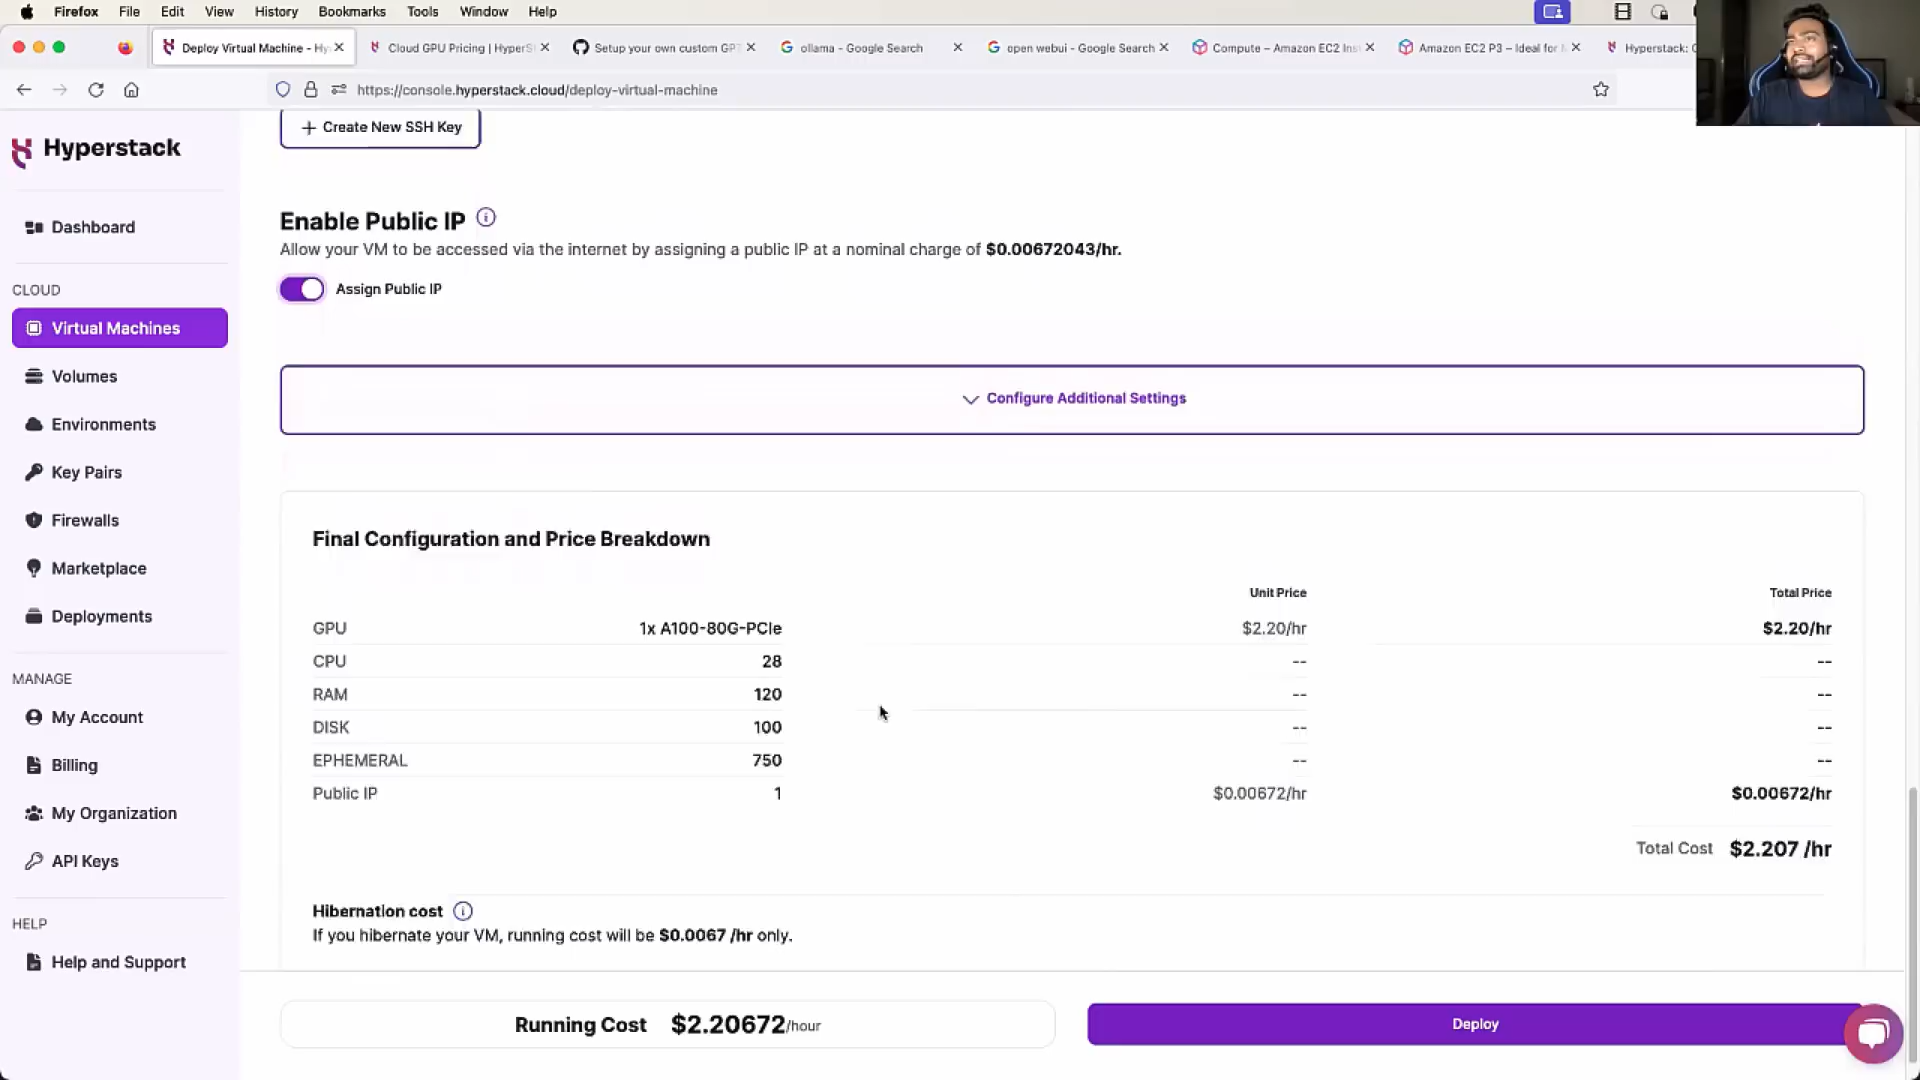 Firefox File Edit View History Bookmarks Tools Window Help
Deploy Virtual Machine - Hy
Cloud GPU Pricing | HyperS
Setup your own custom GPT
ollama - Google Search
open webui - Google Search
Compute – Amazon EC2 Ins
Amazon EC2 P3 – Ideal for
Hyperstack:
https://console.hyperstack.cloud/deploy-virtual-machine
Hyperstack
Dashboard
CLOUD
Virtual Machines
Volumes
Environments
Key Pairs
Firewalls
Marketplace
Deployments
MANAGE
My Account
Billing
My Organization
API Keys
HELP
Help and Support
+ Create New SSH Key
Enable Public IP
Allow your VM to be accessed via the internet by assigning a public IP at a nominal charge of $0.00672043/hr.
Assign Public IP
Configure Additional Settings
Final Configuration and Price Breakdown
Unit Price Total Price
GPU 1x A100-80G-PCIe $2.20/hr $2.20/hr
CPU 28 -- --
RAM 120 -- --
DISK 100 -- --
EPHEMERAL 750 -- --
Public IP 1 $0.00672/hr $0.00672/hr
Total Cost $2.207 /hr
Hibernation cost
If you hibernate your VM, running cost will be $0.0067 /hr only.
Running Cost $2.20672/hour
Deploy